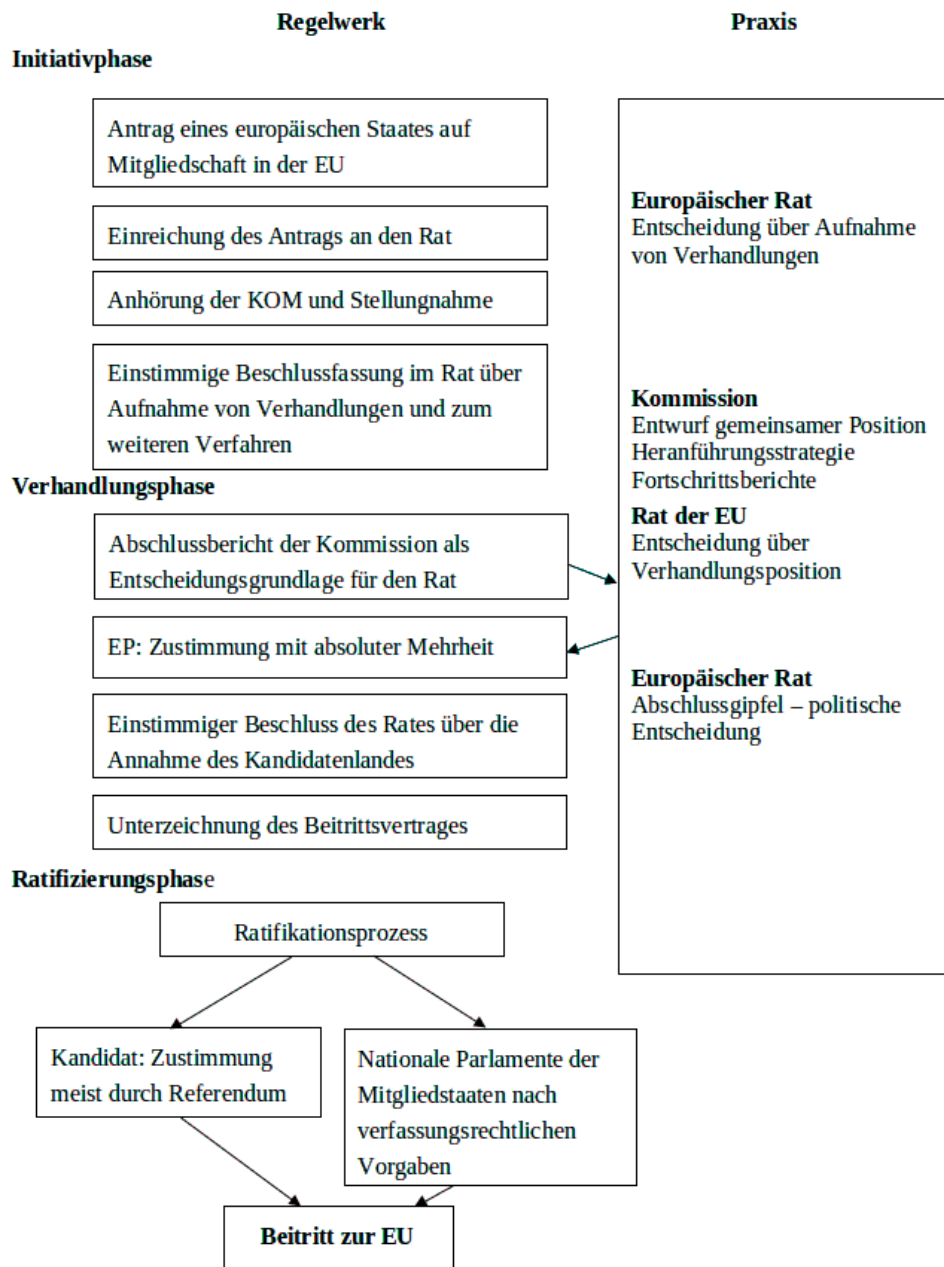 Regelwerk
Praxis
Initiativphase
Antrag eines europäischen Staates auf
Mitgliedschaft in der EU
Einreichung des Antrags an den Rat
Anhörung der KOM und Stellungnahme
Einstimmige Beschlussfassung im Rat über
Aufnahme von Verhandlungen und zum
weiteren Verfahren
Verhandlungsphase
Abschlussbericht der Kommission als
Entscheidungsgrundlage für den Rat
EP: Zustimmung mit absoluter Mehrheit
Einstimmiger Beschluss des Rates über die
Annahme des Kandidatenlandes
Unterzeichnung des Beitrittsvertrages
Europäischer Rat
Entscheidung über Aufnahme
von Verhandlungen
Kommission
Entwurf gemeinsamer Position
Heranführungsstrategie
Fortschrittsberichte
Rat der EU
Entscheidung über
Verhandlungsposition
Europäischer Rat
Abschlussgipfel – politische
Entscheidung
Ratifizierungsphase
Ratifikationsprozess
Kandidat: Zustimmung
meist durch Referendum
Nationale Parlamente der
Mitgliedstaaten nach
verfassungsrechtlichen
Vorgaben
Beitritt zur EU